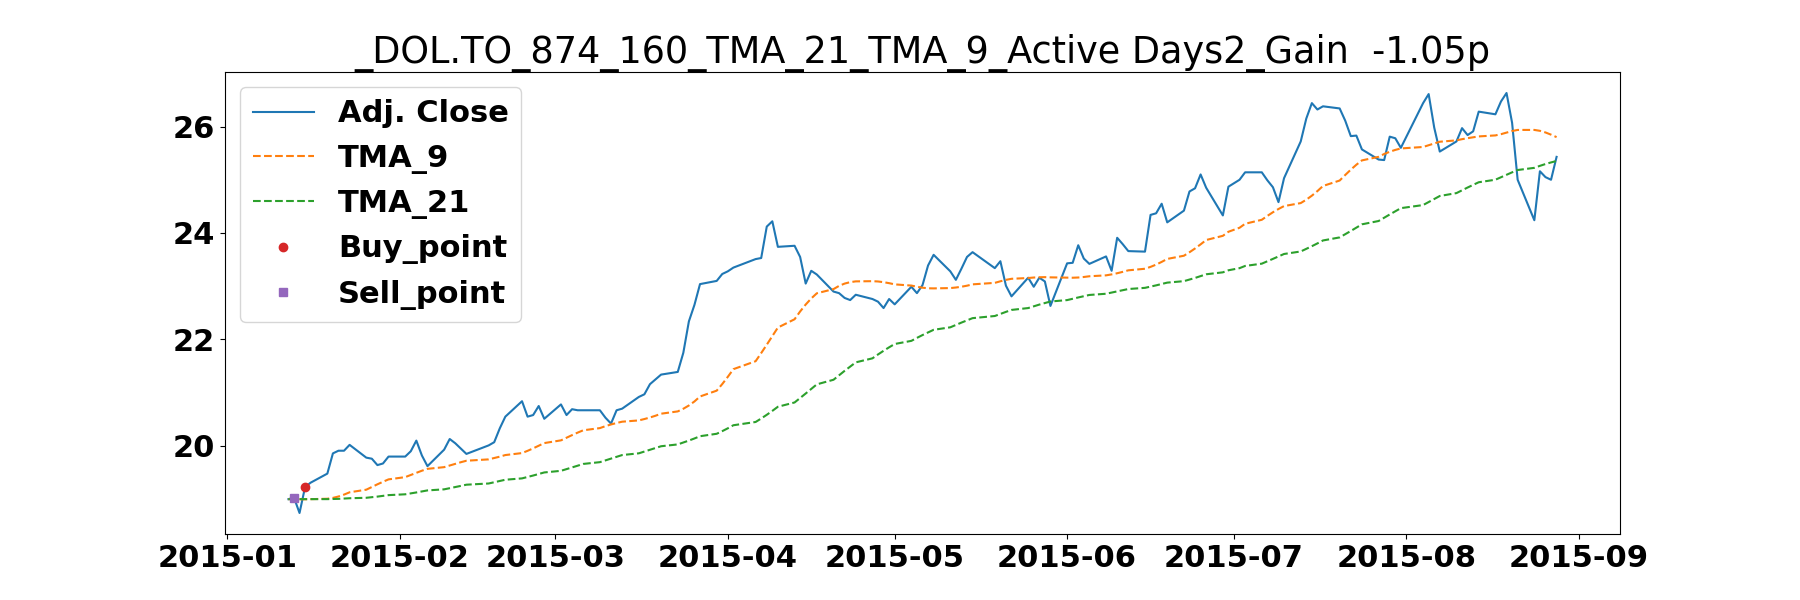 _DOL.TO_874_160_TMA_21_TMA_9_Active Days2_Gain  -1.05p
Adj. Close
TMA_9
TMA_21
Buy_point
Sell_point
26
24
22
20
2015-01 2015-02 2015-03 2015-04 2015-05 2015-06 2015-07 2015-08 2015-09